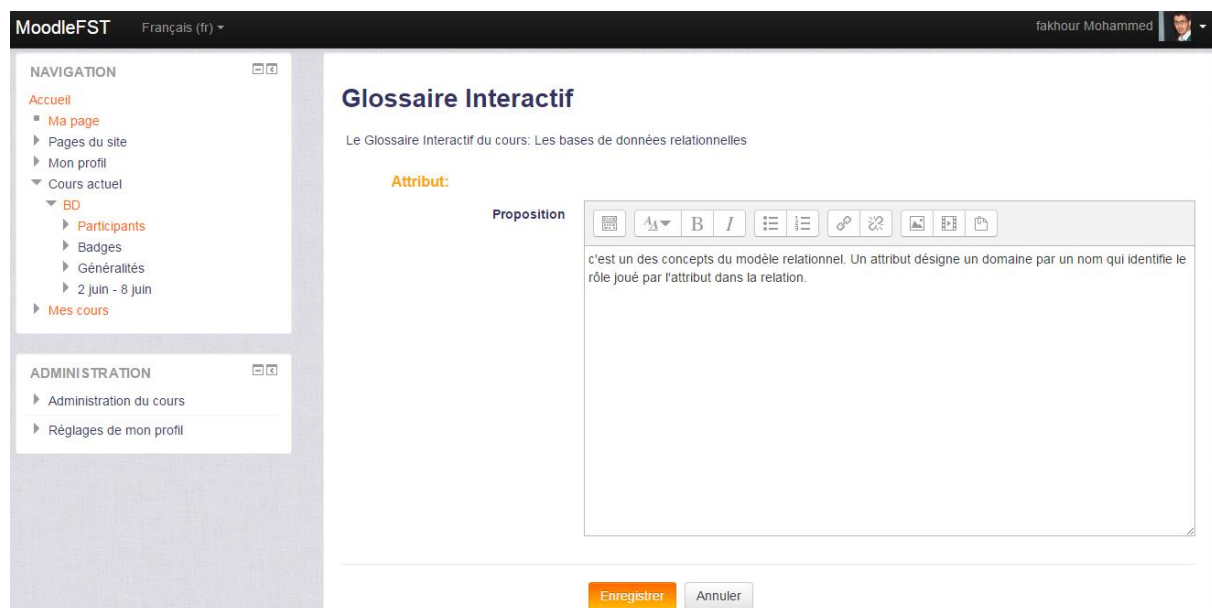 MoodleFST Français (fr) fakhour Mohammed
NAVIGATION
Accueil
Ma page
Pages du site
Mon profil
Cours actuel
BD
Participants
Badges
Généralités
2 juin - 8 juin
Mes cours
ADMINISTRATION
Administration du cours
Réglages de mon profil
Glossaire Interactif
Le Glossaire Interactif du cours: Les bases de données relationnelles
Attribut:
Proposition
c'est un des concepts du modèle relationnel. Un attribut désigne un domaine par un nom qui identifie le
rôle joué par l'attribut dans la relation.
Enregistrer Annuler